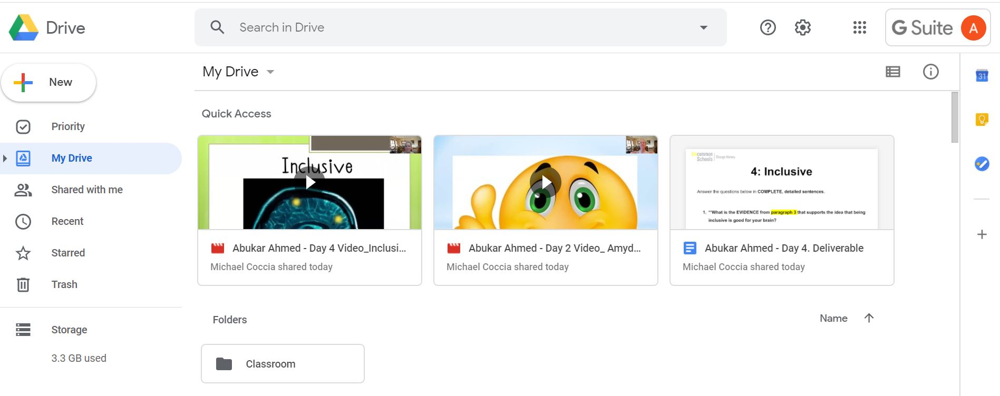 Drive
Search in Drive
G Suite
A
New
Priority
My Drive
Shared with me
Recent
Starred
Trash
Storage
3.3 GB used
My Drive
31
Quick Access
Inclusive
Abukar Ahmed - Day 4 Video_Inclusi...
Michael Coccia shared today
Abukar Ahmed - Day 2 Video_ Amyd...
Michael Coccia shared today
Uncommon
Schools | Change History.
4: Inclusive
Answer the questions below in COMPLETE, detailed sentences.
1. **What is the EVIDENCE from paragraph 3 that supports the idea that being
inclusive is good for your brain?
Abukar Ahmed - Day 4. Deliverable
Michael Coccia shared today
Folders
Name
Classroom